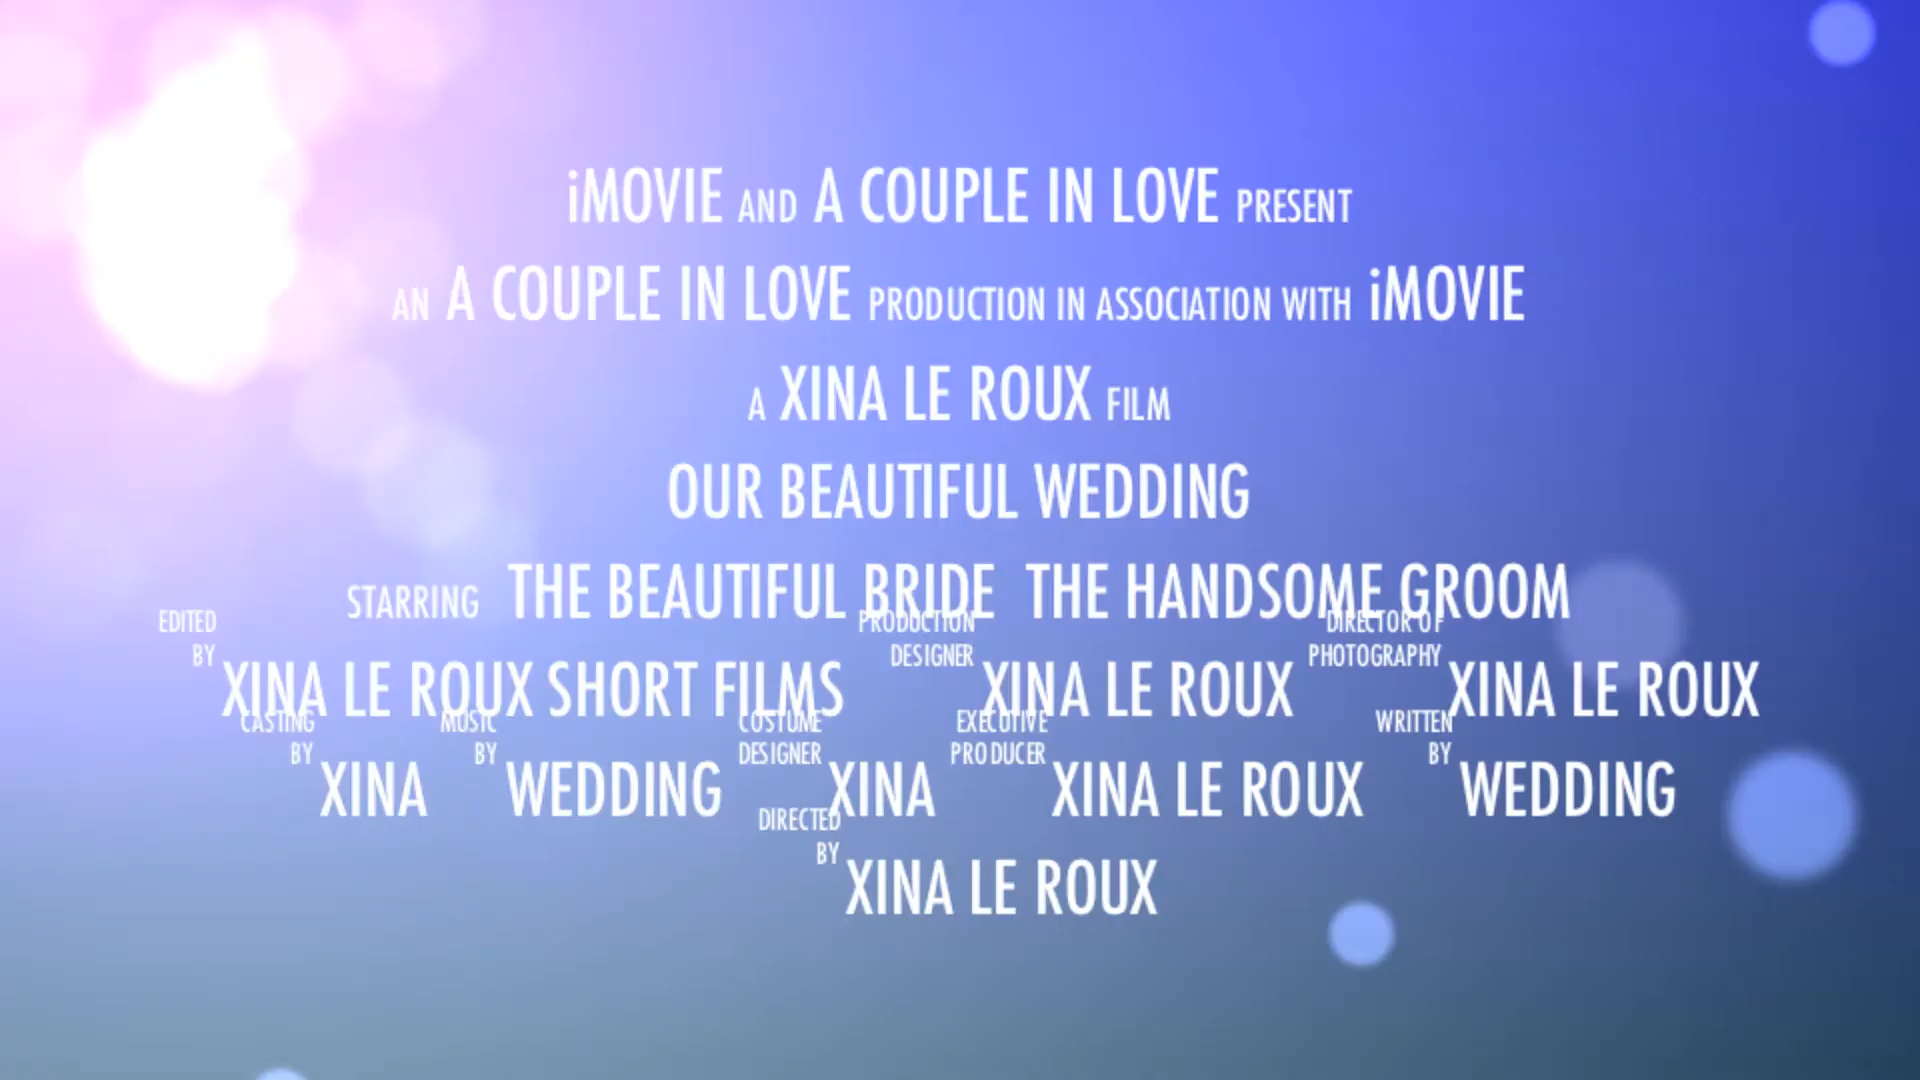 iMOVIE AND A COUPLE IN LOVE PRESENT
AN A COUPLE IN LOVE PRODUCTION IN ASSOCIATION WITH iMOVIE
A XINA LE ROUX FILM
OUR BEAUTIFUL WEDDING
STARRING THE BEAUTIFUL BRIDE THE HANDSOME GROOM
EDITED BY XINA LE ROUX SHORT FILMS PRODUCTION DESIGNER XINA LE ROUX DIRECTOR OF PHOTOGRAPHY XINA LE ROUX
CASTING BY XINA MUSIC BY WEDDING COSTUME DESIGNER XINA EXECUTIVE PRODUCER XINA LE ROUX WRITTEN BY WEDDING
DIRECTED BY XINA LE ROUX